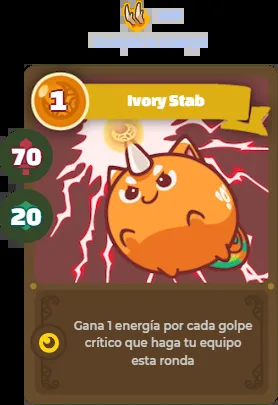 1
Ivory Stab
70
20
Gana 1 energía por cada golpe
crítico que haga tu equipo
esta ronda